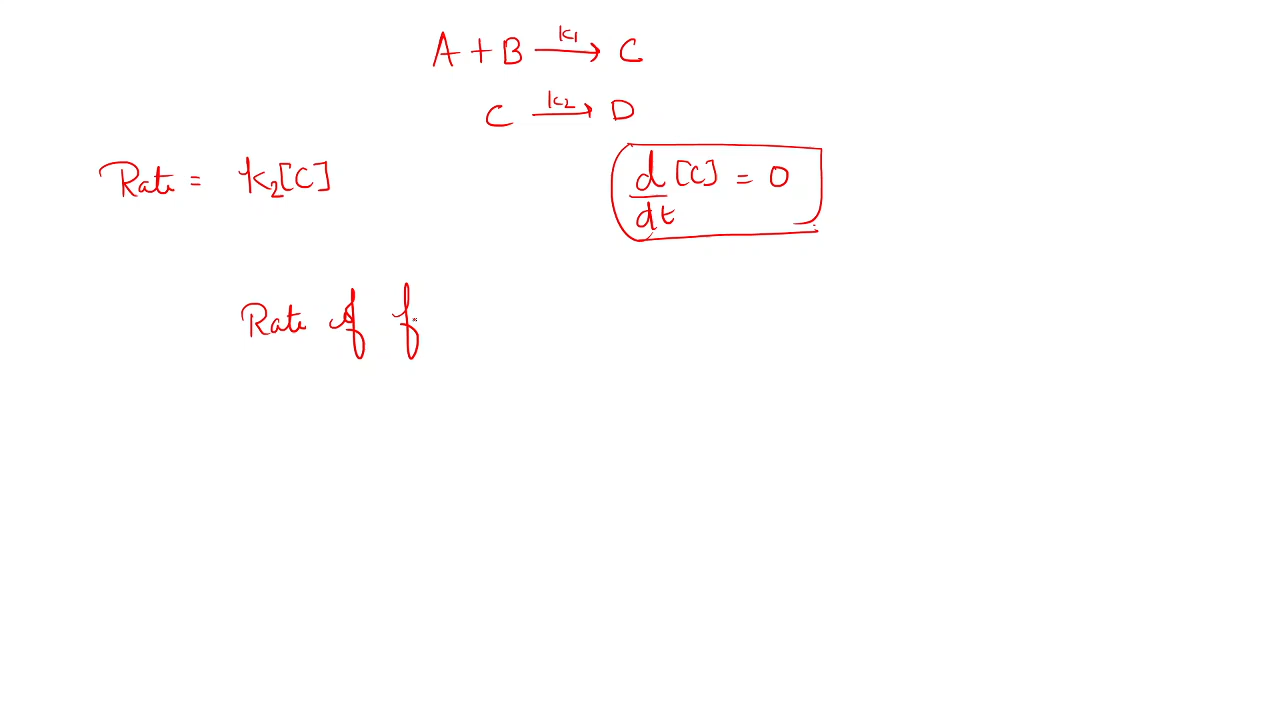 A + B —k1→ C
C —k2→ D
Rate = k2[C]
d/dt [C] = 0
Rate of f